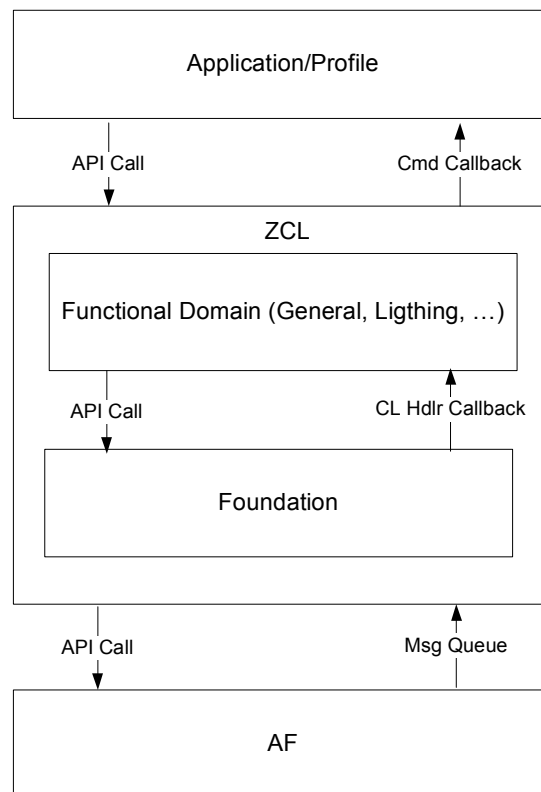 Application/Profile
API Call
Cmd Callback
ZCL
Functional Domain (General, Ligthing, …)
API Call
CL Hdlr Callback
Foundation
API Call
Msg Queue
AF